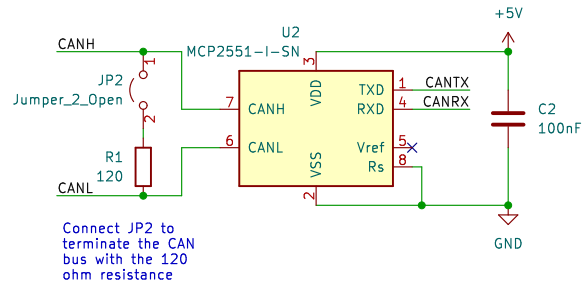 +5V
U2
MCP2551-I-SN
CANH
1
JP2
Jumper_2_Open
2
3
VDD
TXD 1 CANTX
RXD 4 CANRX
7 CANH
6 CANL
Vref 5
Rs 8
VSS
2
C2
100nF
R1
120
CANL
GND
Connect JP2 to
terminate the CAN
bus with the 120
ohm resistance